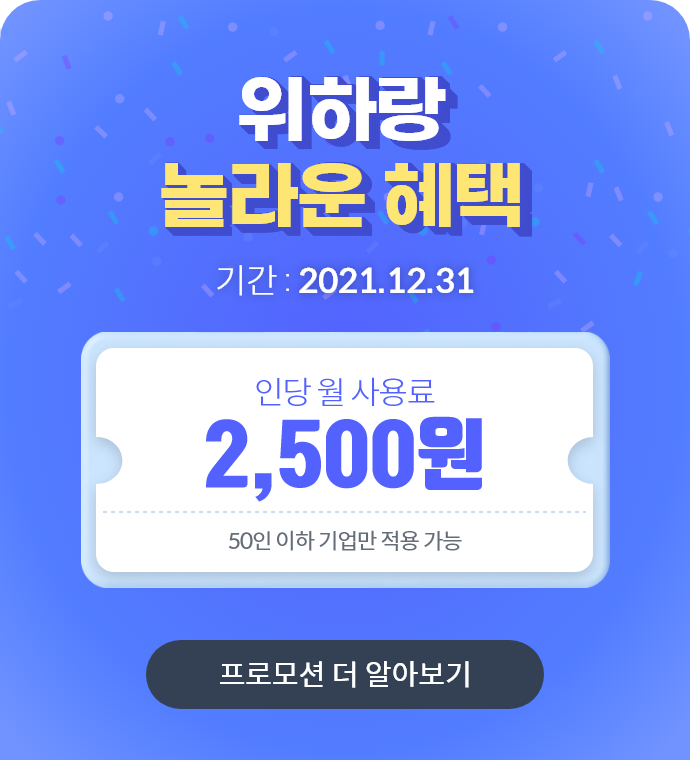 위하랑
놀라운 혜택
기간 : 2021.12.31
인당 월 사용료
2,500원
50인 이하 기업만 적용 가능
프로모션 더 알아보기